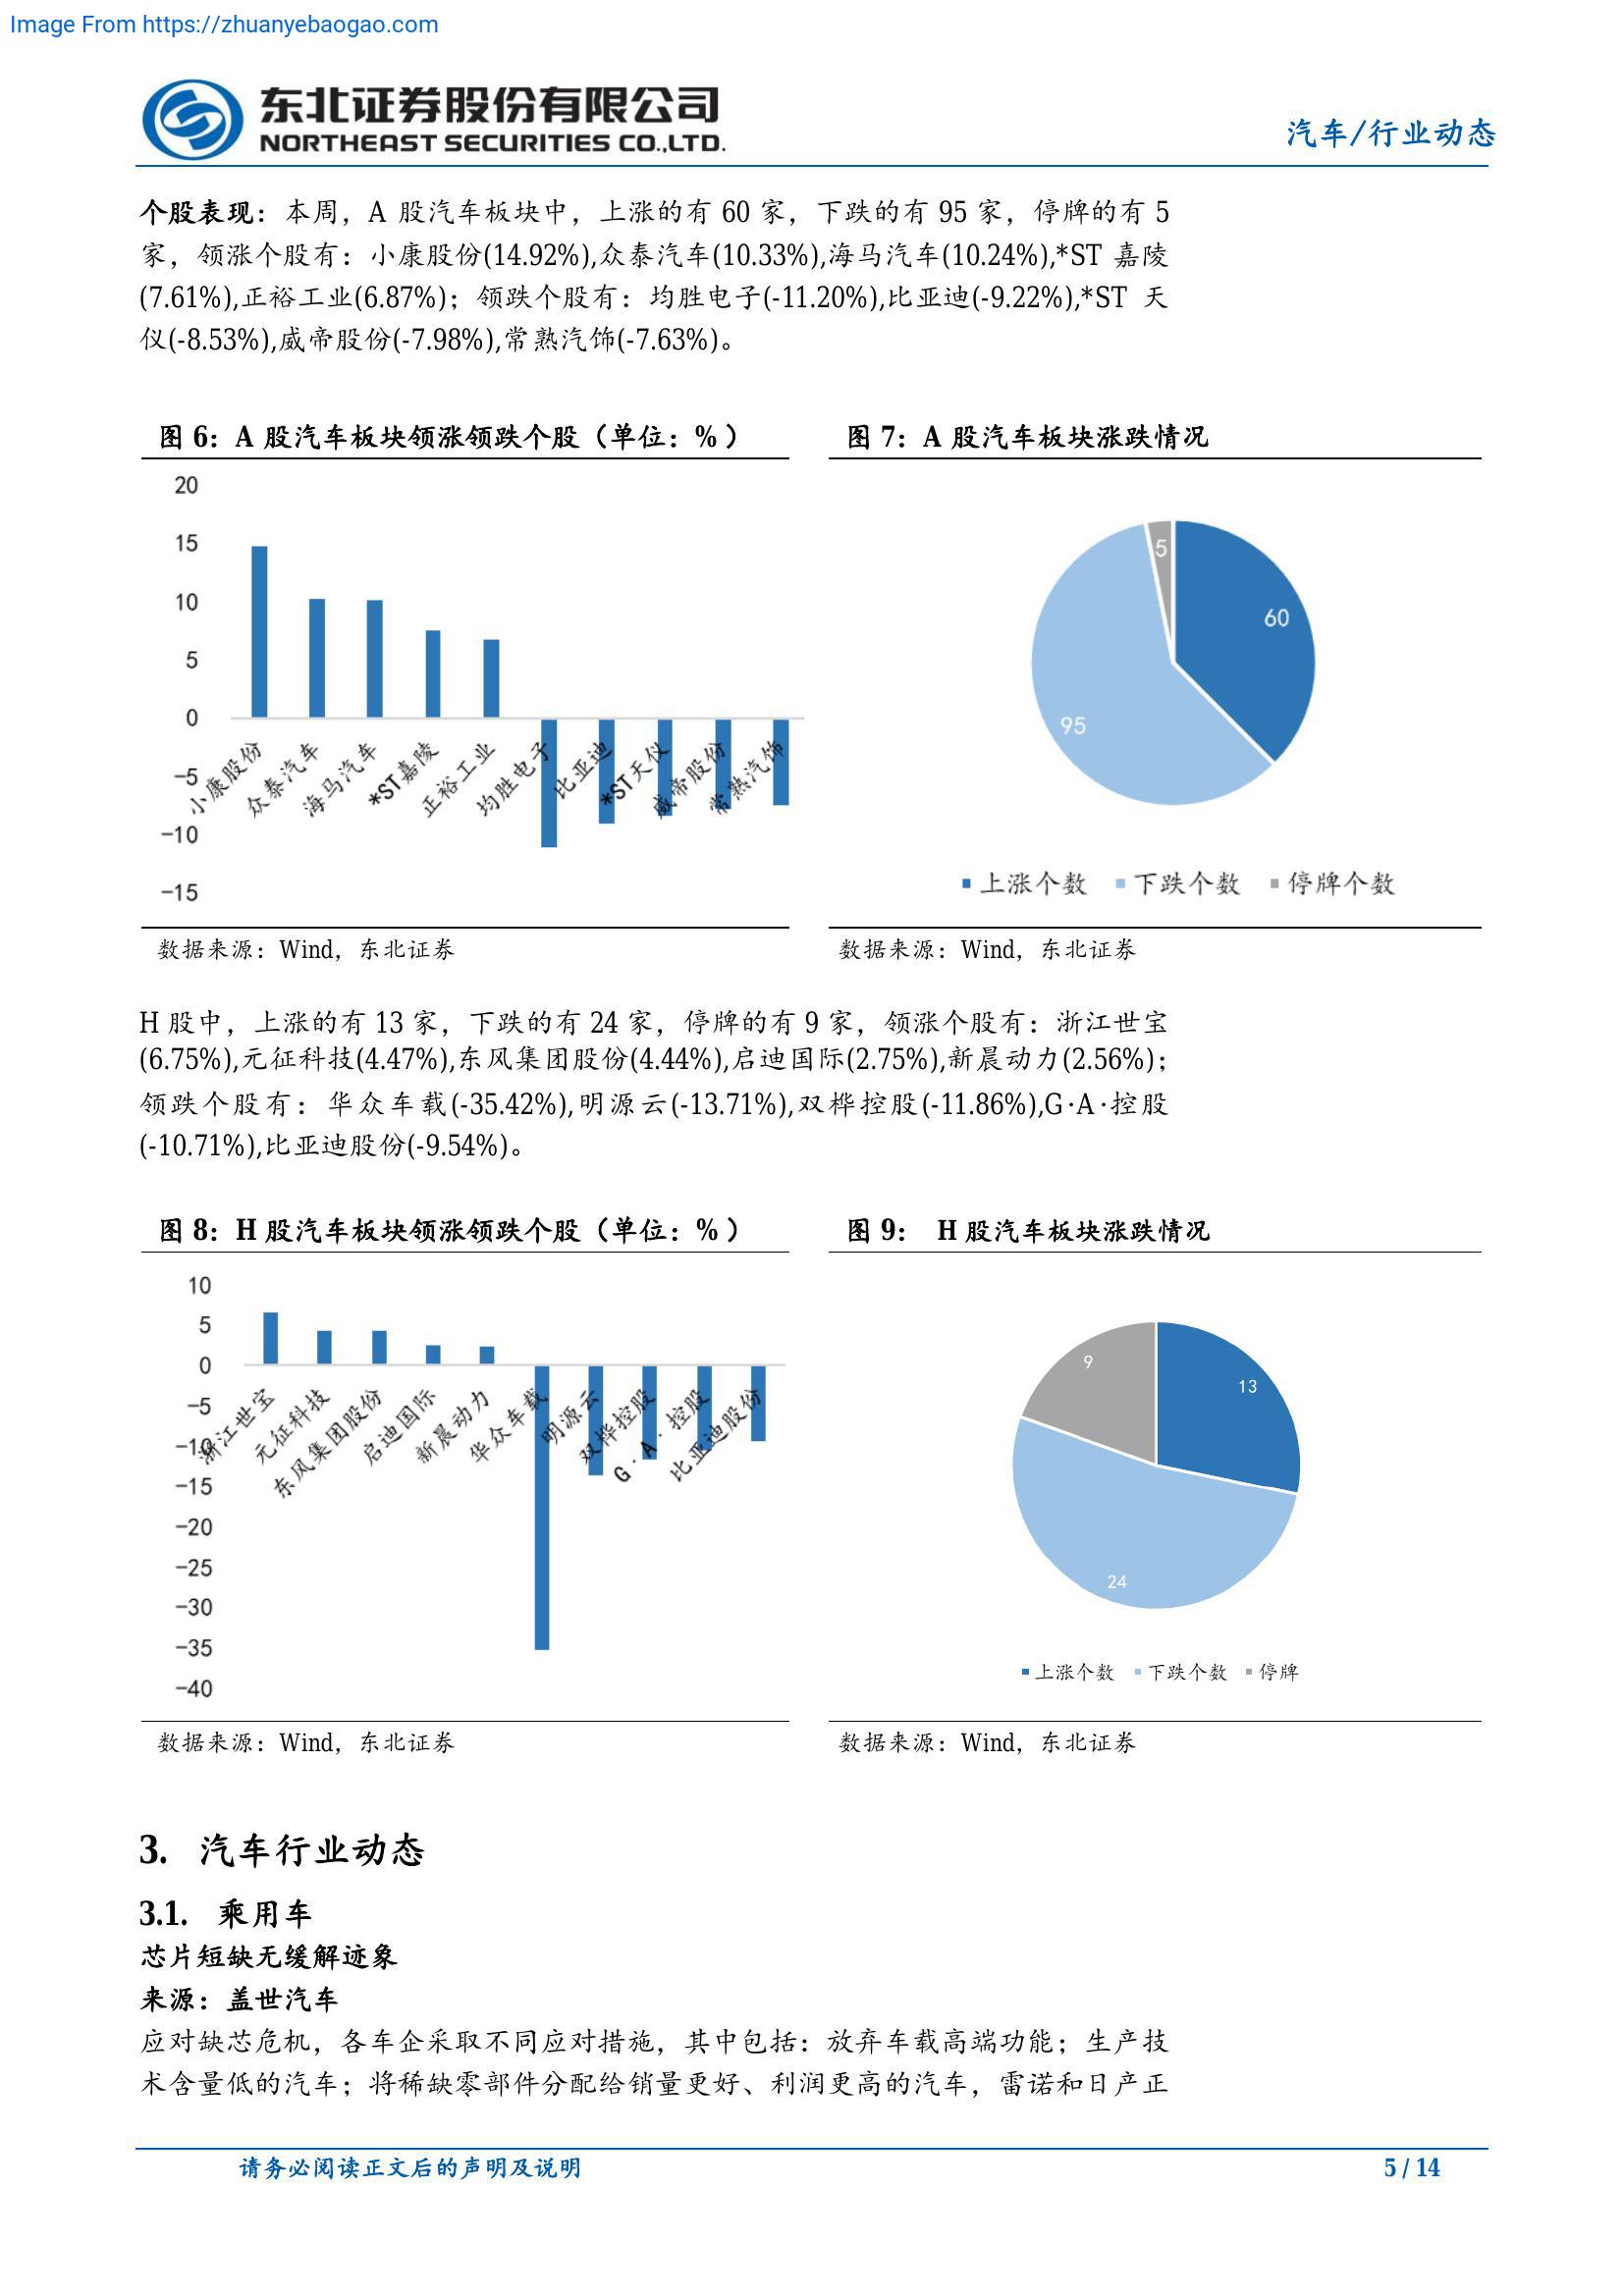 Image From https://zhuanyebaogao.com
东北证券股份有限公司
NORTHEAST SECURITIES CO.,LTD.
汽车/行业动态
个股表现：本周，A 股汽车板块中，上涨的有 60 家，下跌的有 95 家，停牌的有 5
家，领涨个股有：小康股份(14.92%),众泰汽车(10.33%),海马汽车(10.24%),*ST 嘉陵
(7.61%),正裕工业(6.87%)；领跌个股有：均胜电子(-11.20%),比亚迪(-9.22%),*ST 天
仪(-8.53%),威帝股份(-7.98%),常熟汽饰(-7.63%)。
图 6：A 股汽车板块领涨领跌个股（单位：%）
20
15
10
5
0
-5
-10
-15
小康股份
众泰汽车
海马汽车
*ST嘉陵
正裕工业
均胜电子
比亚迪
*ST天仪
威帝股份
常熟汽饰
数据来源：Wind，东北证券
图 7：A 股汽车板块涨跌情况
5
60
95
上涨个数 下跌个数 停牌个数
数据来源：Wind，东北证券
H 股中，上涨的有 13 家，下跌的有 24 家，停牌的有 9 家，领涨个股有：浙江世宝
(6.75%),元征科技(4.47%),东风集团股份(4.44%),启迪国际(2.75%),新晨动力(2.56%)；
领跌个股有：华众车载(-35.42%),明源云(-13.71%),双桦控股(-11.86%),G·A·控股
(-10.71%),比亚迪股份(-9.54%)。
图 8：H 股汽车板块领涨领跌个股（单位：%）
10
5
0
-5
-10
-15
-20
-25
-30
-35
-40
浙江世宝
元征科技
东风集团股份
启迪国际
新晨动力
华众车载
明源云
双桦控股
G·A·控股
比亚迪股份
数据来源：Wind，东北证券
图 9： H 股汽车板块涨跌情况
9
13
24
上涨个数 下跌个数 停牌
数据来源：Wind，东北证券
3. 汽车行业动态
3.1. 乘用车
芯片短缺无缓解迹象
来源：盖世汽车
应对缺芯危机，各车企采取不同应对措施，其中包括：放弃车载高端功能；生产技
术含量低的汽车；将稀缺零部件分配给销量更好、利润更高的汽车，雷诺和日产正
请务必阅读正文后的声明及说明
5 / 14